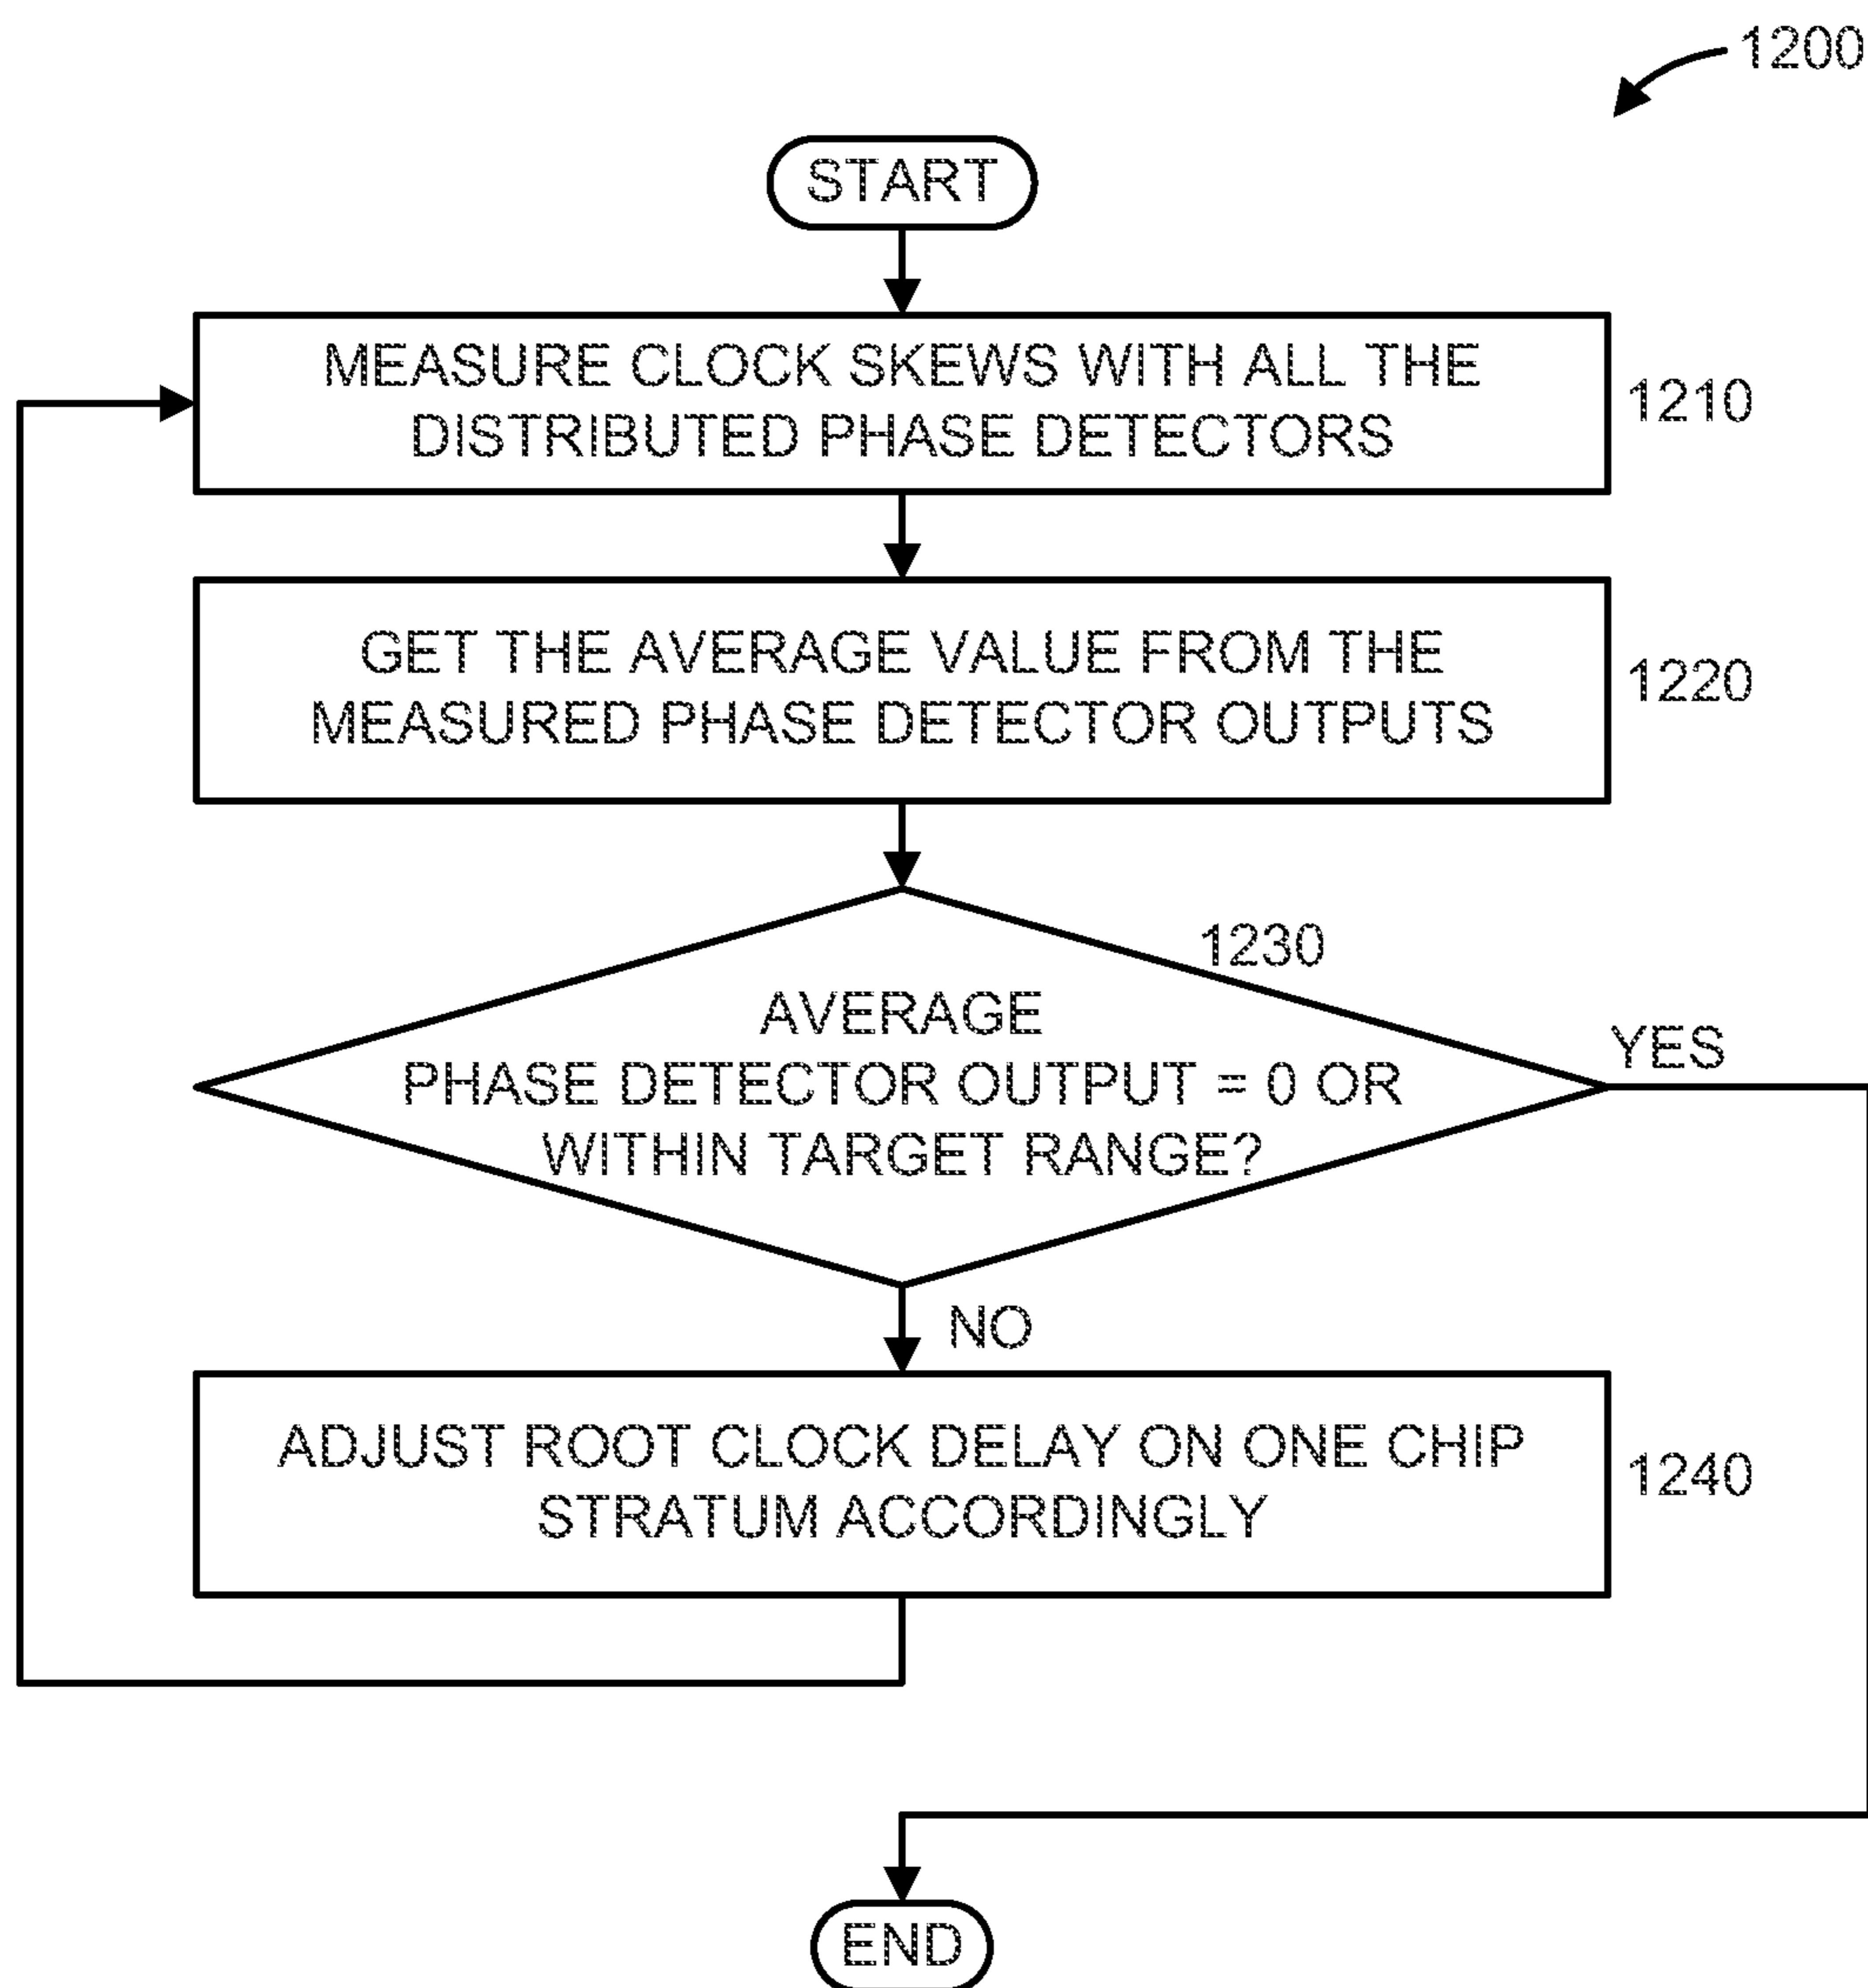 1200
START
MEASURE CLOCK SKEWS WITH ALL THE
DISTRIBUTED PHASE DETECTORS
1210
GET THE AVERAGE VALUE FROM THE
MEASURED PHASE DETECTOR OUTPUTS
1220
1230
AVERAGE
PHASE DETECTOR OUTPUT = 0 OR
WITHIN TARGET RANGE?
YES
NO
ADJUST ROOT CLOCK DELAY ON ONE CHIP
STRATUM ACCORDINGLY
1240
END